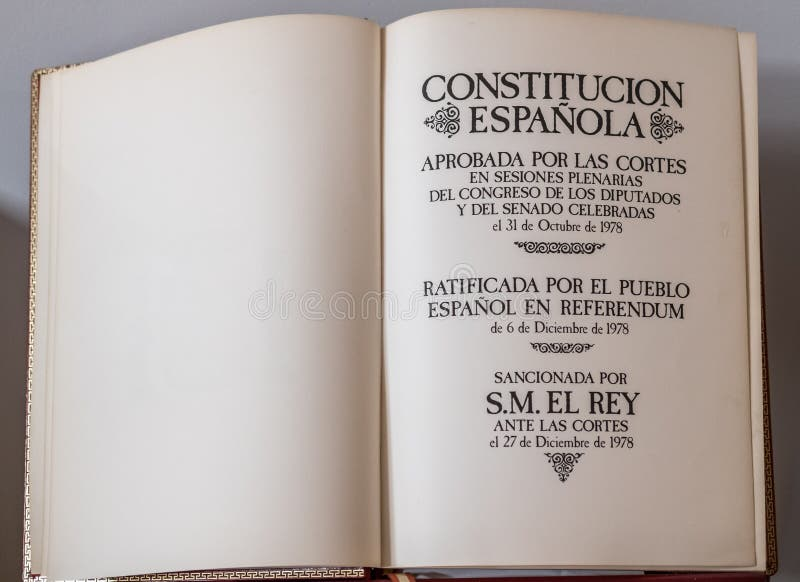 CONSTITUCION
ESPAÑOLA
APROBADA POR LAS CORTES
EN SESIONES PLENARIAS
DEL CONGRESO DE LOS DIPUTADOS
Y DEL SENADO CELEBRADAS
el 31 de Octubre de 1978
RATIFICADA POR EL PUEBLO
ESPAÑOL EN REFERENDUM
de 6 de Diciembre de 1978
SANCIONADA POR
S.M. EL REY
ANTE LAS CORTES
el 27 de Diciembre de 1978
dreamstime